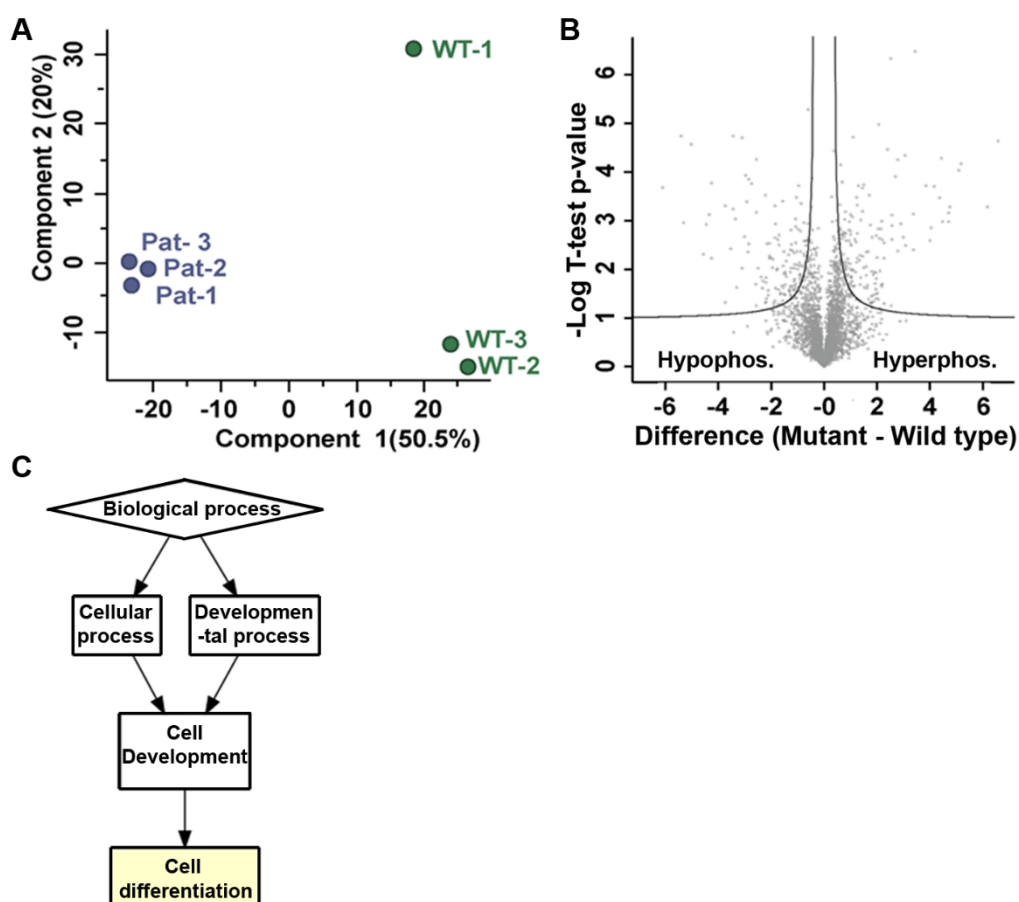 A
Component 2 (20%)
30
20
10
0
-10
WT-1
Pat- 3
Pat-2
Pat-1
WT-3
WT-2
-20 -10 0 10 20
Component 1(50.5%)
B
-Log T-test p-value
6
5
4
3
2
1
0
Hypophos. Hyperphos.
-6 -4 -2 -0 2 4 6
Difference (Mutant - Wild type)
C
Biological process
Cellular
process
Developmen
-tal process
Cell
Development
Cell
differentiation